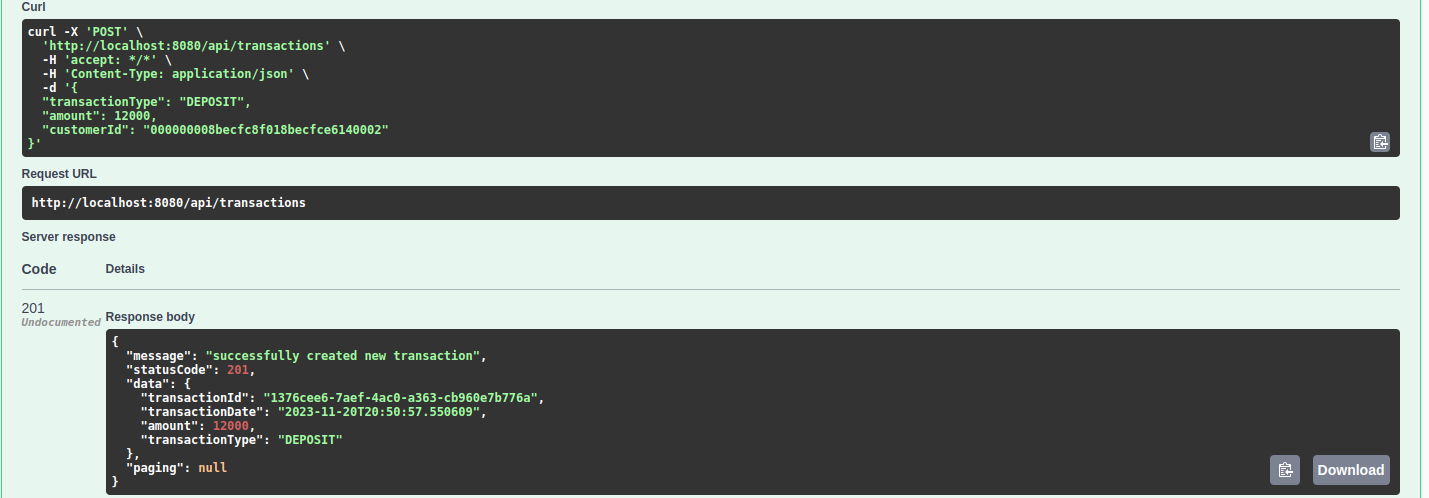 Curl
curl -X 'POST' \
  'http://localhost:8080/api/transactions' \
  -H 'accept: */*' \
  -H 'Content-Type: application/json' \
  -d '{
  "transactionType": "DEPOSIT",
  "amount": 12000,
  "customerId": "000000008becfc8f018becfce6140002"
}'
Request URL
http://localhost:8080/api/transactions
Server response
Code Details
201
Undocumented
Response body
{
  "message": "successfully created new transaction",
  "statusCode": 201,
  "data": {
    "transactionId": "1376cee6-7aef-4ac0-a363-cb960e7b776a",
    "transactionDate": "2023-11-20T20:50:57.550609",
    "amount": 12000,
    "transactionType": "DEPOSIT"
  },
  "paging": null
}
Download